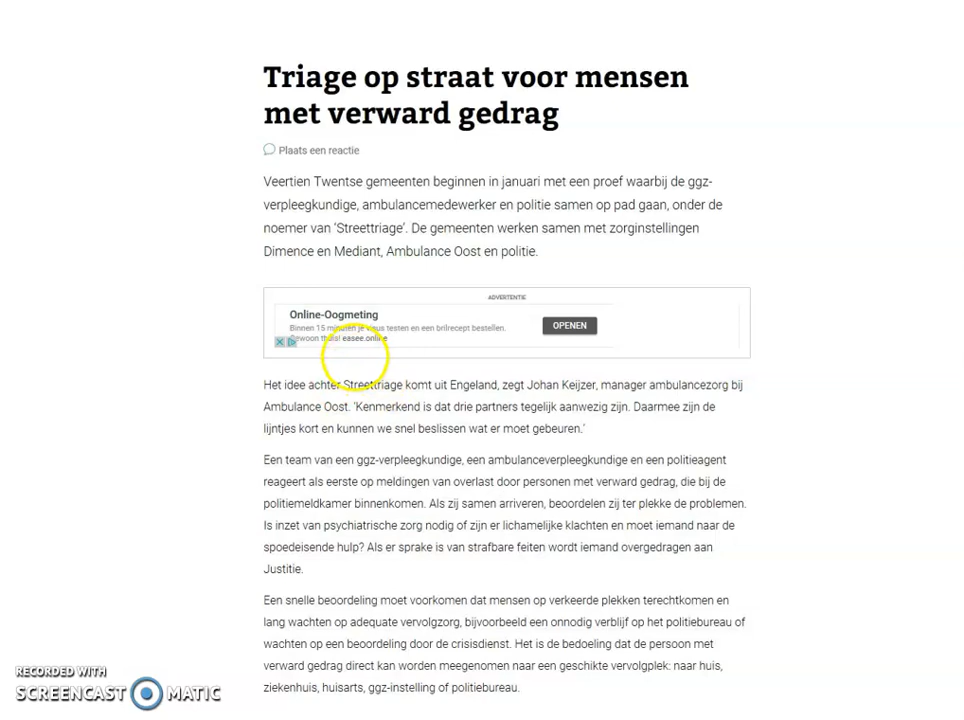 Triage op straat voor mensen
met verward gedrag
Plaats een reactie
Veertien Twentse gemeenten beginnen in januari met een proef waarbij de ggz-
verpleegkundige, ambulancemedewerker en politie samen op pad gaan, onder de
noemer van ‘Streettriage’. De gemeenten werken samen met zorginstellingen
Dimence en Mediant, Ambulance Oost en politie.
ADVERTENTIE
Online-Oogmeting
Binnen 15 minuten je visus testen en een brilrecept bestellen.
Gewoon thuis! easee.online
OPENEN
Het idee achter Streettriage komt uit Engeland, zegt Johan Keijzer, manager ambulancezorg bij
Ambulance Oost. ‘Kenmerkend is dat drie partners tegelijk aanwezig zijn. Daarmee zijn de
lijntjes kort en kunnen we snel beslissen wat er moet gebeuren.’
Een team van een ggz-verpleegkundige, een ambulanceverpleegkundige en een politieagent
reageert als eerste op meldingen van overlast door personen met verward gedrag, die bij de
politiemeldkamer binnenkomen. Als zij samen arriveren, beoordelen zij ter plekke de problemen.
Is inzet van psychiatrische zorg nodig of zijn er lichamelijke klachten en moet iemand naar de
spoedeisende hulp? Als er sprake is van strafbare feiten wordt iemand overgedragen aan
Justitie.
Een snelle beoordeling moet voorkomen dat mensen op verkeerde plekken terechtkomen en
lang wachten op adequate vervolgzorg, bijvoorbeeld een onnodig verblijf op het politiebureau of
wachten op een beoordeling door de crisisdienst. Het is de bedoeling dat de persoon met
verward gedrag direct kan worden meegenomen naar een geschikte vervolgplek: naar huis,
ziekenhuis, huisarts, ggz-instelling of politiebureau.
RECORDED WITH
SCREENCAST MATIC